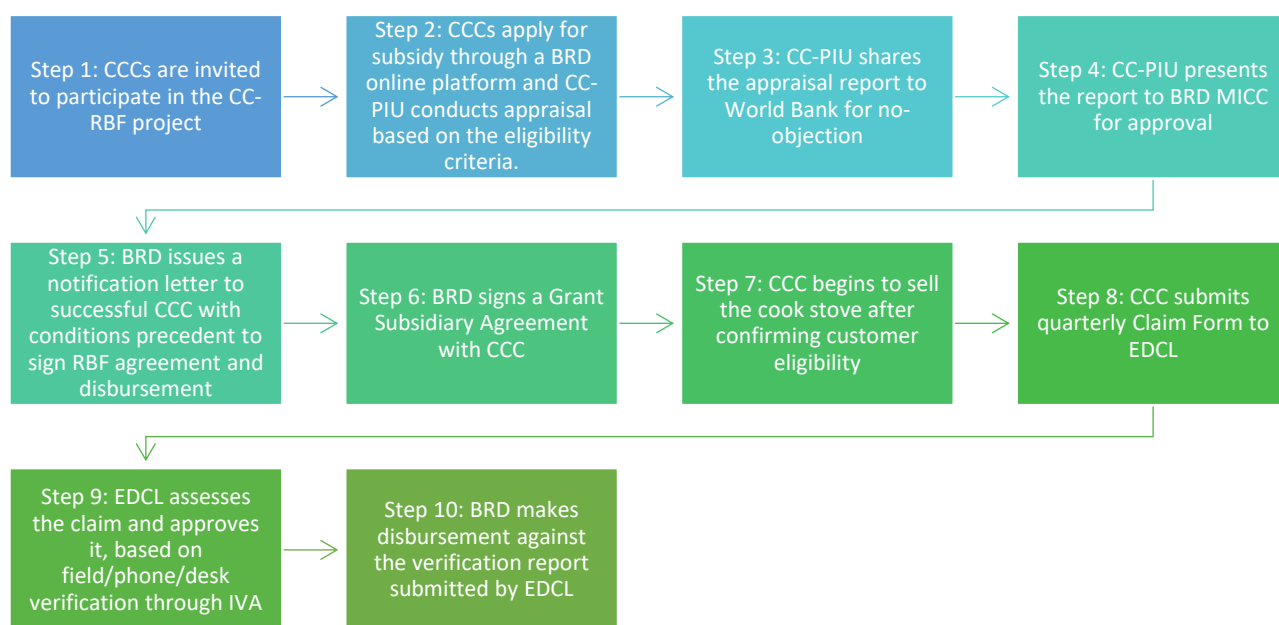 Step 1: CCCs are invited
to participate in the CC-
RBF project
Step 2: CCCs apply for
subsidy through a BRD
online platform and CC-
PIU conducts appraisal
based on the eligibility
criteria.
Step 3: CC-PIU shares
the appraisal report to
World Bank for no-
objection
Step 4: CC-PIU presents
the report to BRD MICC
for approval
Step 5: BRD issues a
notification letter to
successful CCC with
conditions precedent to
sign RBF agreement and
disbursement
Step 6: BRD signs a Grant
Subsidiary Agreement
with CCC
Step 7: CCC begins to sell
the cook stove after
confirming customer
eligibility
Step 8: CCC submits
quarterly Claim Form to
EDCL
Step 9: EDCL assesses
the claim and approves
it, based on
field/phone/desk
verification through IVA
Step 10: BRD makes
disbursement against
the verification report
submitted by EDCL